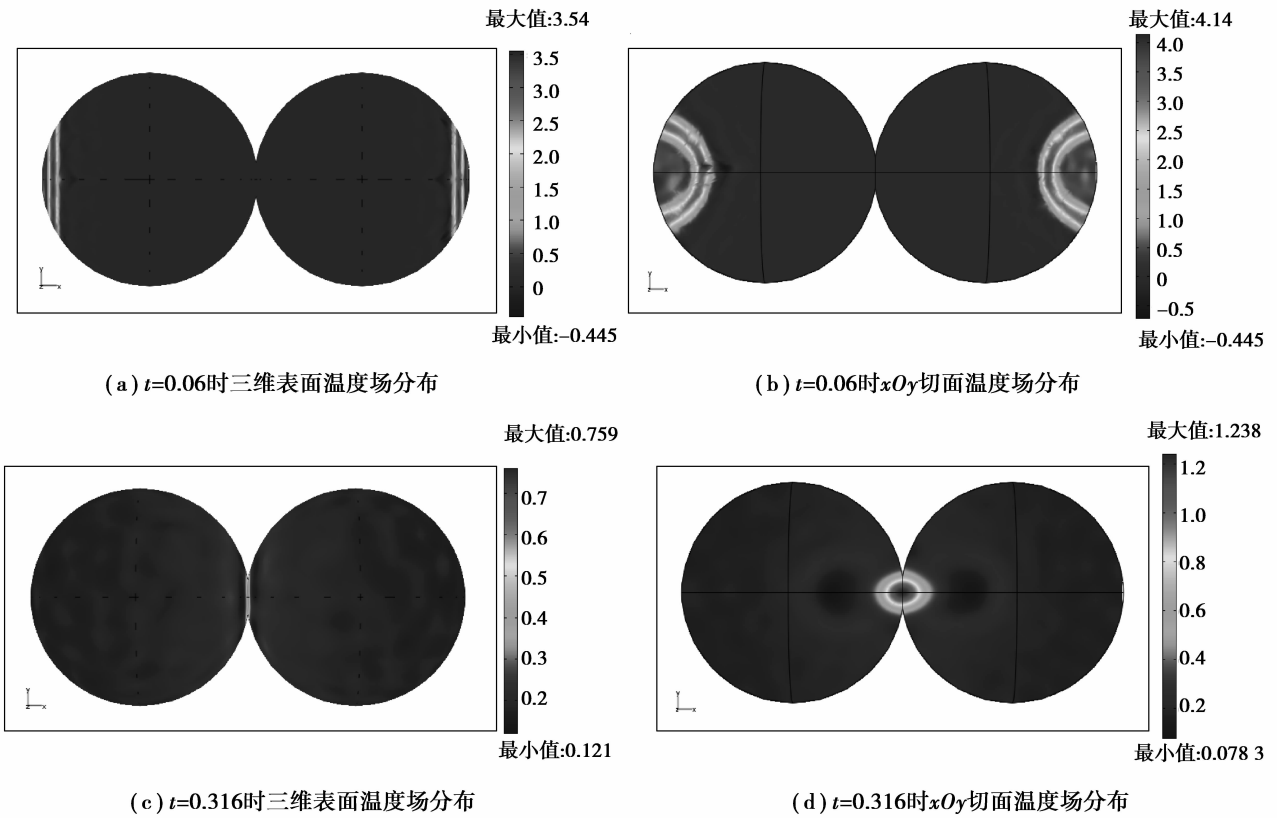 最大值:3.54
3.5
3.0
2.5
2.0
1.5
1.0
0.5
0
最小值:-0.445
y
z x
(a) t=0.06时三维表面温度场分布
最大值:4.14
4.0
3.5
3.0
2.5
2.0
1.5
1.0
0.5
0
-0.5
最小值:-0.445
y
z x
(b) t=0.06时xOy切面温度场分布
最大值:0.759
0.7
0.6
0.5
0.4
0.3
0.2
最小值:0.121
y
z x
(c) t=0.316时三维表面温度场分布
最大值:1.238
1.2
1.0
0.8
0.6
0.4
0.2
最小值:0.078 3
y
z x
(d) t=0.316时xOy切面温度场分布